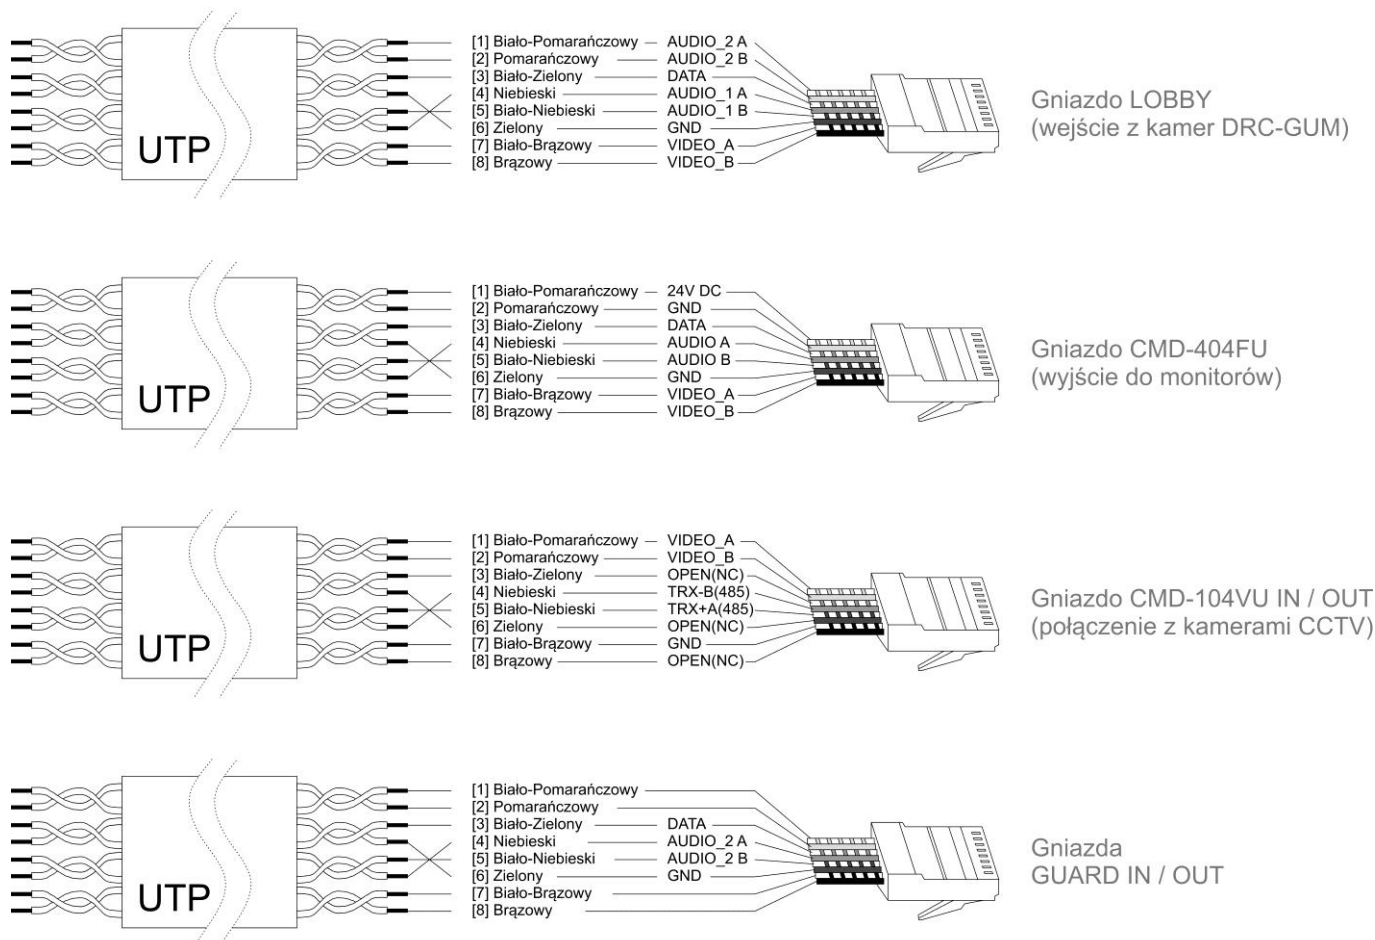 UTP
[1] Biało-Pomarańczowy AUDIO_2 A
[2] Pomarańczowy AUDIO_2 B
[3] Biało-Zielony DATA
[4] Niebieski AUDIO_1 A
[5] Biało-Niebieski AUDIO_1 B
[6] Zielony GND
[7] Biało-Brązowy VIDEO_A
[8] Brązowy VIDEO_B
Gniazdo LOBBY
(wejście z kamer DRC-GUM)
UTP
[1] Biało-Pomarańczowy 24V DC
[2] Pomarańczowy GND
[3] Biało-Zielony DATA
[4] Niebieski AUDIO A
[5] Biało-Niebieski AUDIO B
[6] Zielony GND
[7] Biało-Brązowy VIDEO_A
[8] Brązowy VIDEO_B
Gniazdo CMD-404FU
(wyjście do monitorów)
UTP
[1] Biało-Pomarańczowy VIDEO_A
[2] Pomarańczowy VIDEO_B
[3] Biało-Zielony OPEN(NC)
[4] Niebieski TRX-B(485)
[5] Biało-Niebieski TRX+A(485)
[6] Zielony OPEN(NC)
[7] Biało-Brązowy GND
[8] Brązowy OPEN(NC)
Gniazdo CMD-104VU IN / OUT
(połączenie z kamerami CCTV)
UTP
[1] Biało-Pomarańczowy
[2] Pomarańczowy
[3] Biało-Zielony DATA
[4] Niebieski AUDIO_2 A
[5] Biało-Niebieski AUDIO_2 B
[6] Zielony GND
[7] Biało-Brązowy
[8] Brązowy
Gniazda
GUARD IN / OUT